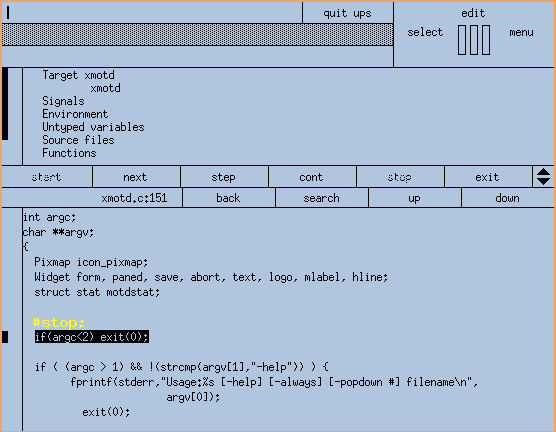 quit ups
edit
select menu
Target xmotd
xmotd
Signals
Environment
Untyped variables
Source files
Functions
start next step cont stop exit
xmotd.c:151 back search up down
int argc;
char **argv;
{
Pixmap icon_pixmap;
Widget form, paned, save, abort, text, logo, mlabel, hline;
struct stat motdstat;
#stop;
if(argc<2) exit(0);
if ( (argc > 1) && !(strcmp(argv[1],"-help")) ) {
fprintf(stderr,"Usage:%s [-help] [-always] [-popdown #] filename\n",
argv[0]);
exit(0);